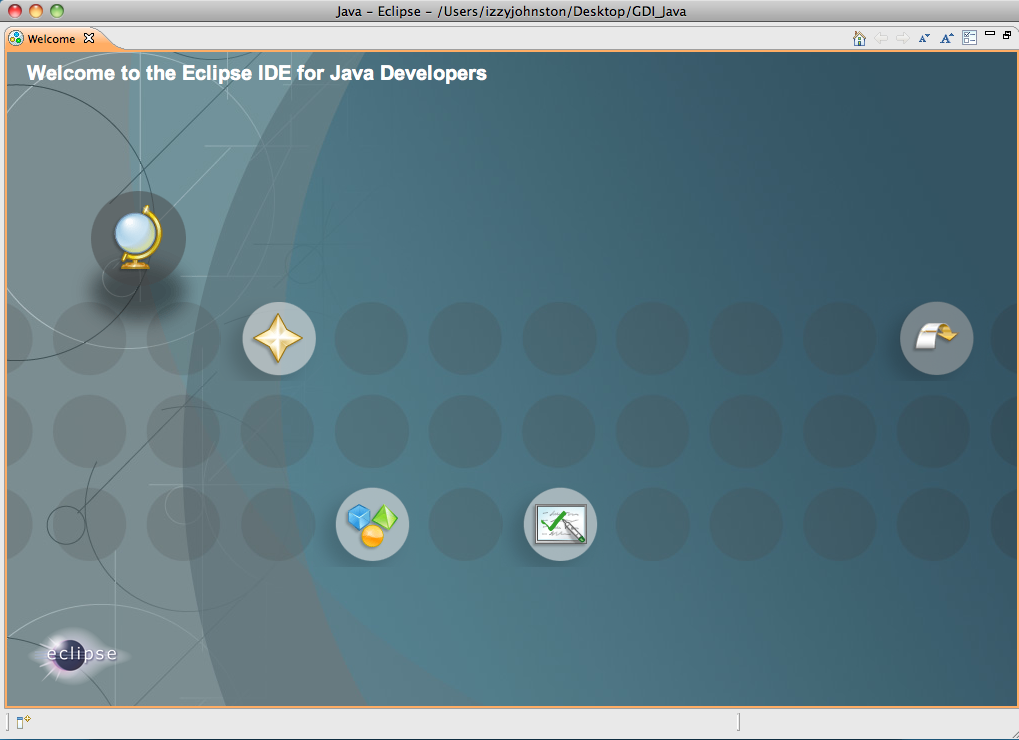 Java – Eclipse – /Users/izzyjohnston/Desktop/GDI_Java
Welcome
A A
Welcome to the Eclipse IDE for Java Developers
eclipse